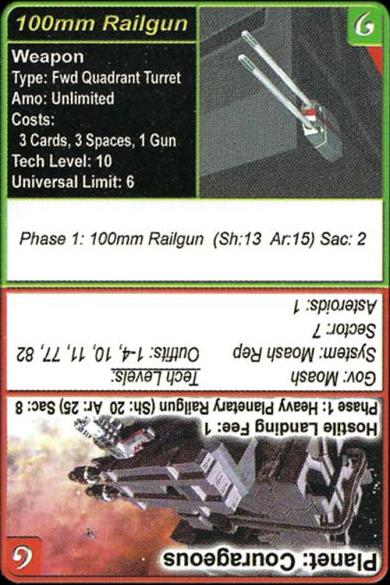 100mm Railgun
6
Weapon
Type: Fwd Quadrant Turret
Amo: Unlimited
Costs:
3 Cards, 3 Spaces, 1 Gun
Tech Level: 10
Universal Limit: 6
Phase 1: 100mm Railgun (Sh:13 Ar:15) Sac: 2
Planet: Courageous
6
Hostile Landing Fee: 1
Phase 1: Heavy Planetary Railgun (Sh: 20 Ar: 25) Sac: 8
Gov: Moash
Tech Levels:
System: Moash Rep
Outfits: 1-4, 10, 11, 77, 82
Sector: 7
Asteroids: 1